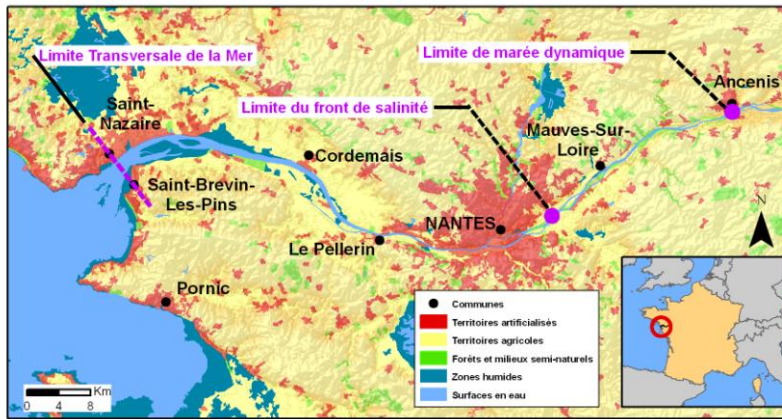 Limite Transversale de la Mer
Limite de marée dynamique
Limite du front de salinité
Ancenis
Saint-
Nazaire
Mauves-Sur-
Loire
Cordemais
Saint-Brevin-
Les-Pins
NANTES
Le Pellerin
N
Pornic
Communes
Territoires artificialisés
Territoires agricoles
Forêts et milieux semi-naturels
Zones humides
Surfaces en eau
Km
0 4 8